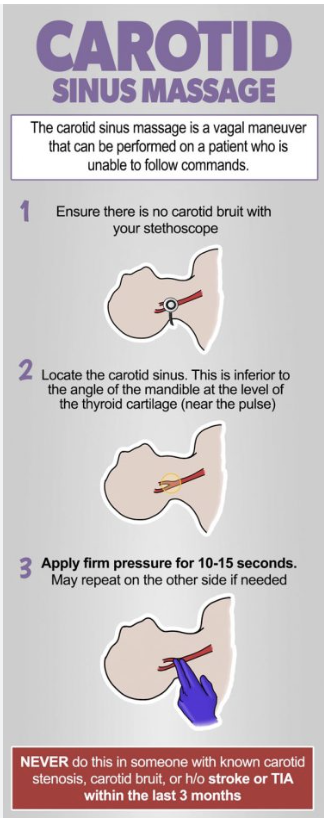 CAROTID
SINUS MASSAGE
The carotid sinus massage is a vagal maneuver
that can be performed on a patient who is
unable to follow commands.
1 Ensure there is no carotid bruit with
your stethoscope
2 Locate the carotid sinus. This is inferior to
the angle of the mandible at the level of
the thyroid cartilage (near the pulse)
3 Apply firm pressure for 10-15 seconds.
May repeat on the other side if needed
NEVER do this in someone with known carotid
stenosis, carotid bruit, or h/o stroke or TIA
within the last 3 months